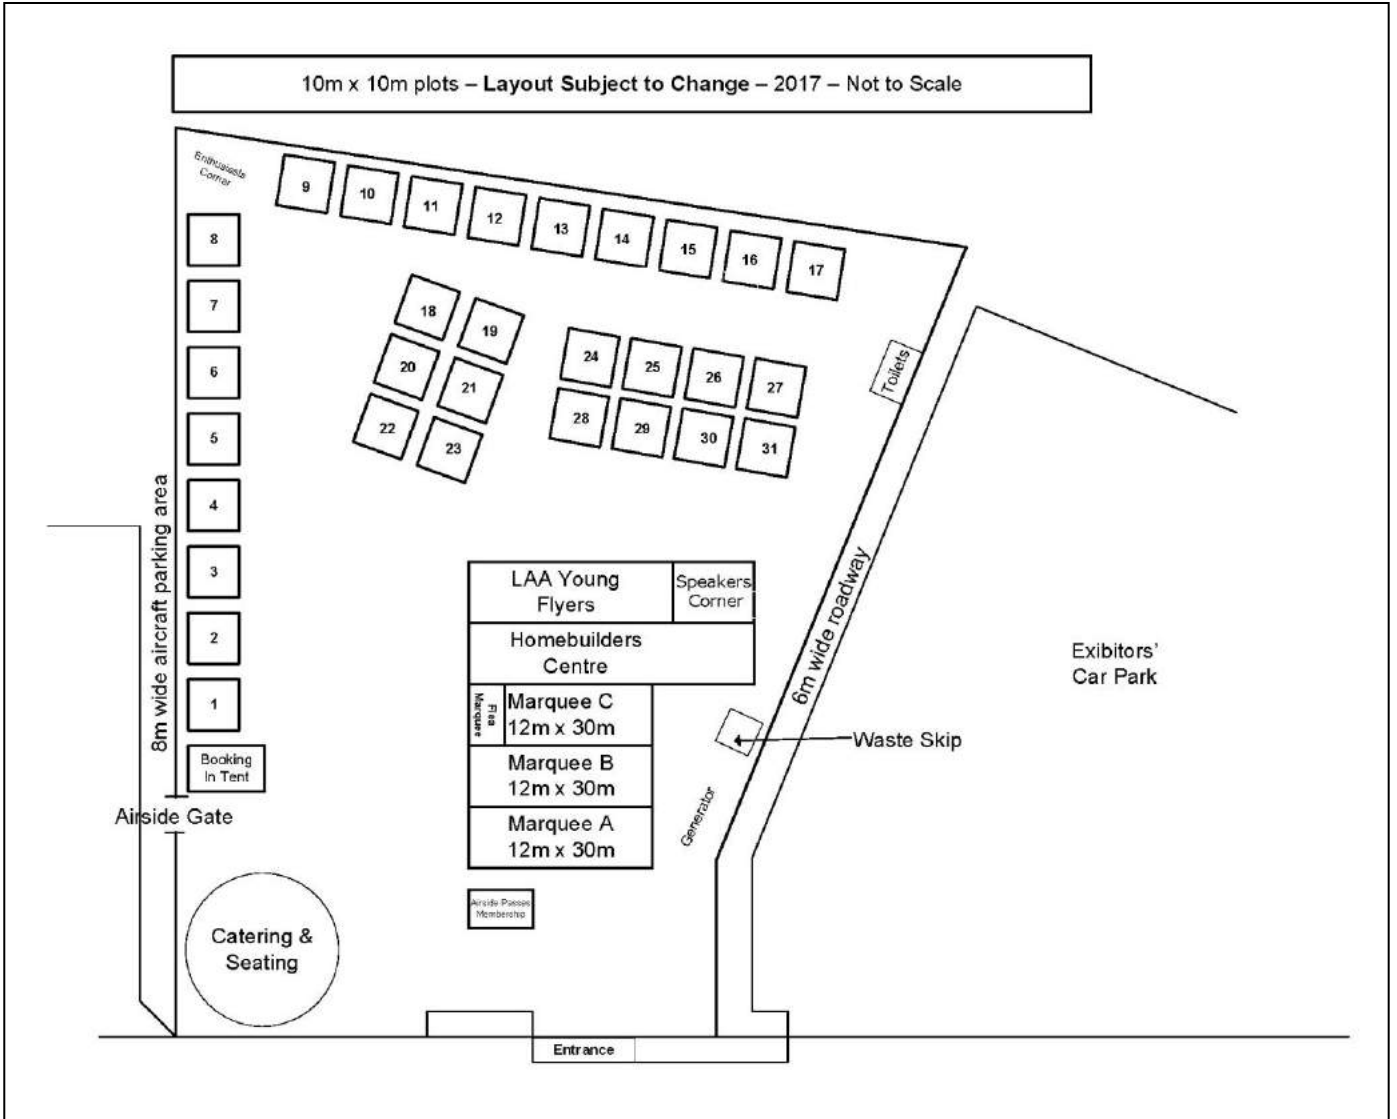 10m x 10m plots – Layout Subject to Change – 2017 – Not to Scale
Enthusiasts
Corner
9
10
11
12
13
14
15
16
17
8
7
6
5
4
3
2
1
18
19
20
21
22
23
24
25
26
27
28
29
30
31
Toilets
8m wide aircraft parking area
6m wide roadway
LAA Young
Flyers
Speakers
Corner
Homebuilders
Centre
Flea
Marquee
Marquee C
12m x 30m
Marquee B
12m x 30m
Marquee A
12m x 30m
Exibitors'
Car Park
Waste Skip
Generator
Booking
In Tent
Airside Gate
Airside Passes
Membership
Catering &
Seating
Entrance